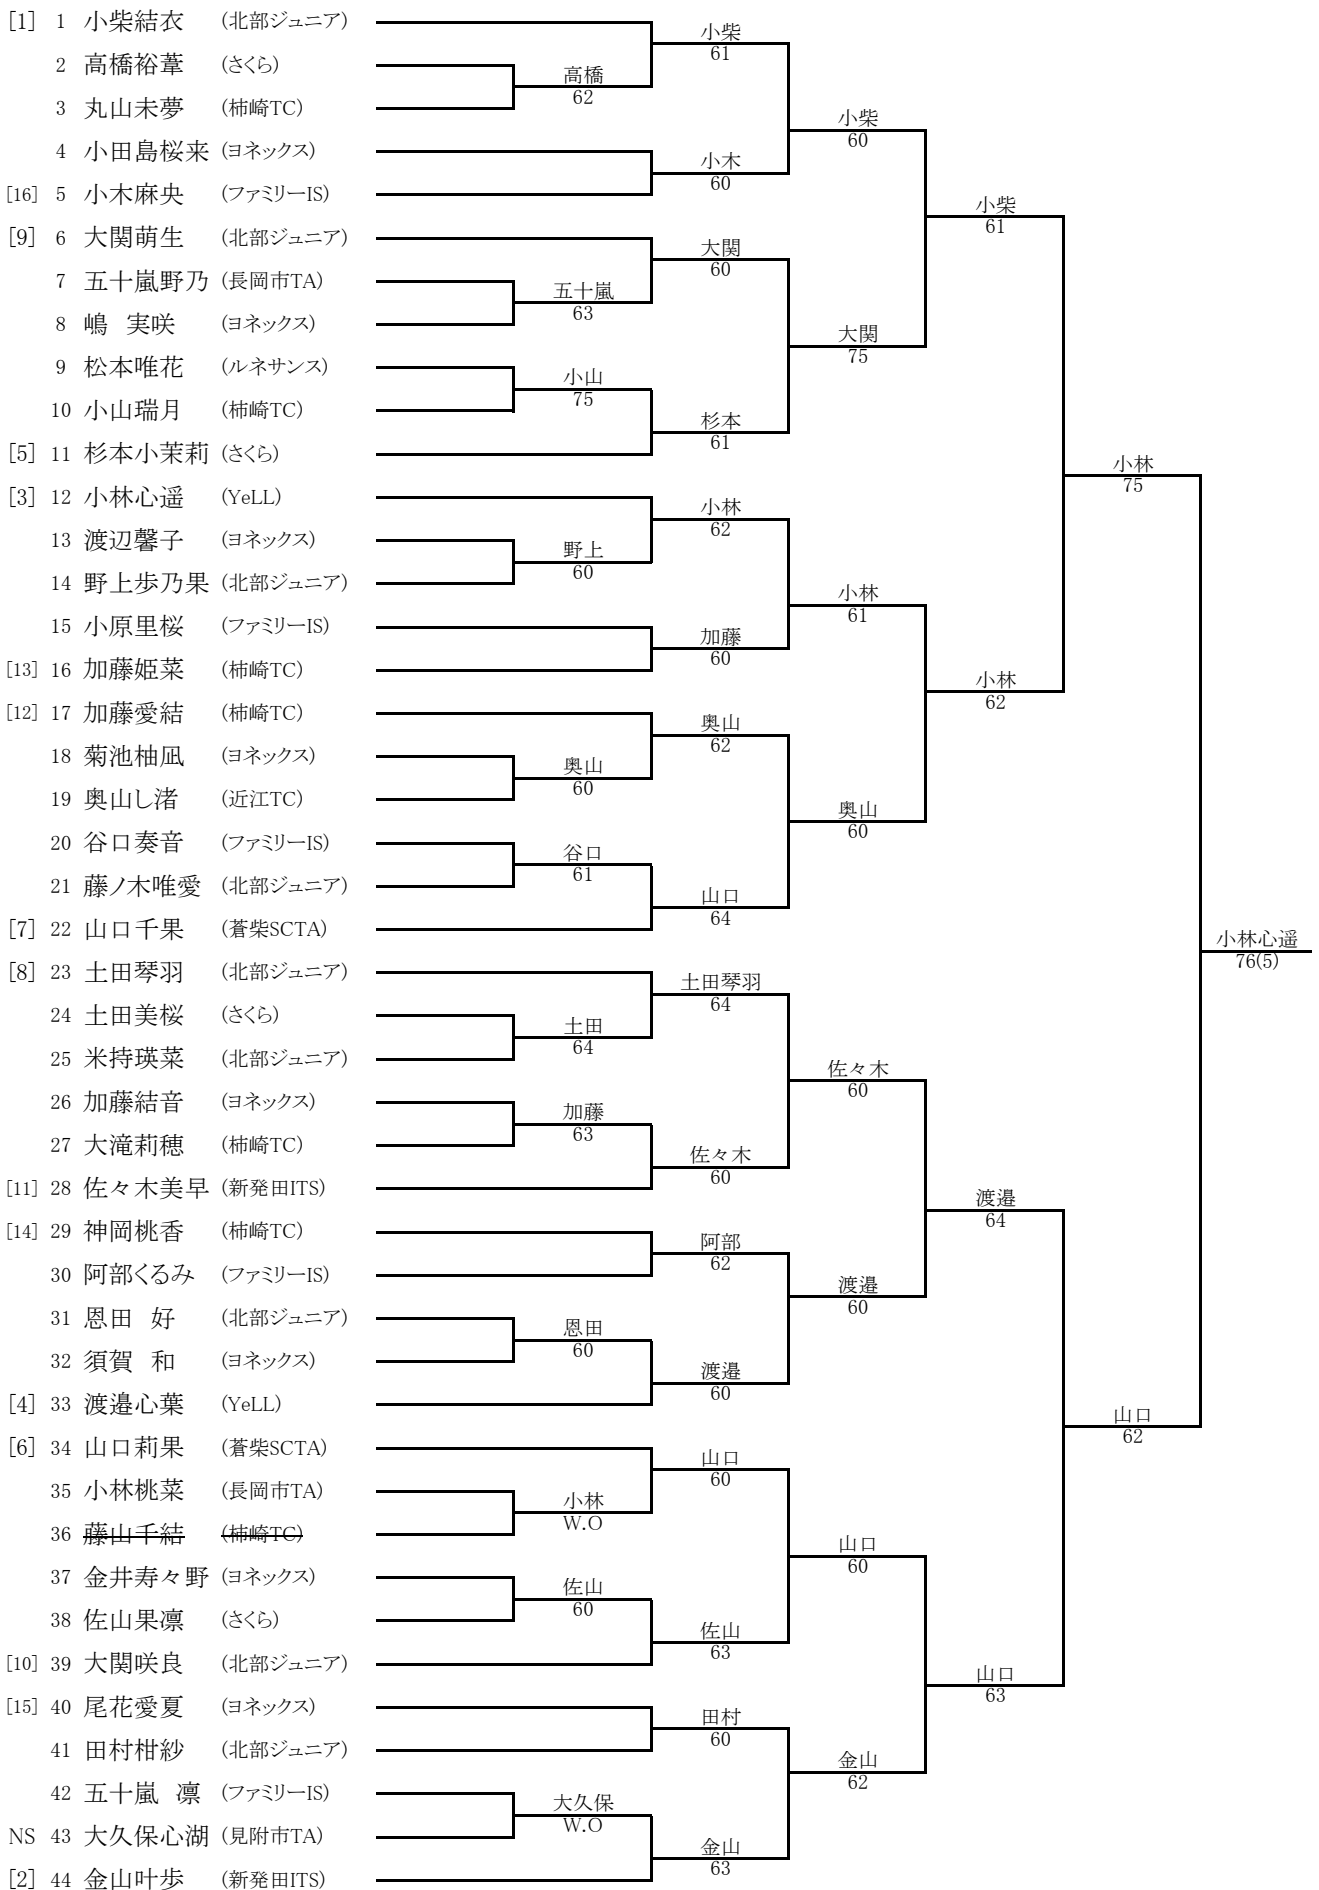 [1] 1 小柴結衣 (北部ジュニア)
2 高橋裕葦 (さくら)
3 丸山未夢 (柿崎TC)
4 小田島桜来 (ヨネックス)
[16] 5 小木麻央 (ファミリーIS)
[9] 6 大関萌生 (北部ジュニア)
7 五十嵐野乃 (長岡市TA)
8 嶋 実咲 (ヨネックス)
9 松本唯花 (ルネサンス)
10 小山瑞月 (柿崎TC)
[5] 11 杉本小茉莉 (さくら)
[3] 12 小林心遥 (YeLL)
13 渡辺馨子 (ヨネックス)
14 野上歩乃果 (北部ジュニア)
15 小原里桜 (ファミリーIS)
[13] 16 加藤姫菜 (柿崎TC)
[12] 17 加藤愛結 (柿崎TC)
18 菊池柚凪 (ヨネックス)
19 奥山し渚 (近江TC)
20 谷口奏音 (ファミリーIS)
21 藤ノ木唯愛 (北部ジュニア)
[7] 22 山口千果 (蒼柴SCTA)
[8] 23 土田琴羽 (北部ジュニア)
24 土田美桜 (さくら)
25 米持瑛菜 (北部ジュニア)
26 加藤結音 (ヨネックス)
27 大滝莉穂 (柿崎TC)
[11] 28 佐々木美早 (新発田ITS)
[14] 29 神岡桃香 (柿崎TC)
30 阿部くるみ (ファミリーIS)
31 恩田 好 (北部ジュニア)
32 須賀 和 (ヨネックス)
[4] 33 渡邉心葉 (YeLL)
[6] 34 山口莉果 (蒼柴SCTA)
35 小林桃菜 (長岡市TA)
36 藤山千結 (柿崎TC)
37 金井寿々野 (ヨネックス)
38 佐山果凛 (さくら)
[10] 39 大関咲良 (北部ジュニア)
[15] 40 尾花愛夏 (ヨネックス)
41 田村柑紗 (北部ジュニア)
42 五十嵐 凛 (ファミリーIS)
NS 43 大久保心湖 (見附市TA)
[2] 44 金山叶歩 (新発田ITS)
高橋
62
五十嵐
63
小山
75
野上
60
奥山
60
谷口
61
土田
64
加藤
63
恩田
60
小林
W.O
佐山
60
大久保
W.O
小柴
61
小木
60
大関
60
杉本
61
小林
62
加藤
60
奥山
62
山口
64
土田琴羽
64
佐々木
60
阿部
62
渡邉
60
山口
60
佐山
63
田村
60
金山
63
小柴
60
大関
75
小林
61
奥山
60
佐々木
60
渡邉
60
山口
60
金山
62
小柴
61
小林
62
渡邉
64
山口
63
小林
75
山口
62
小林心遥
76(5)